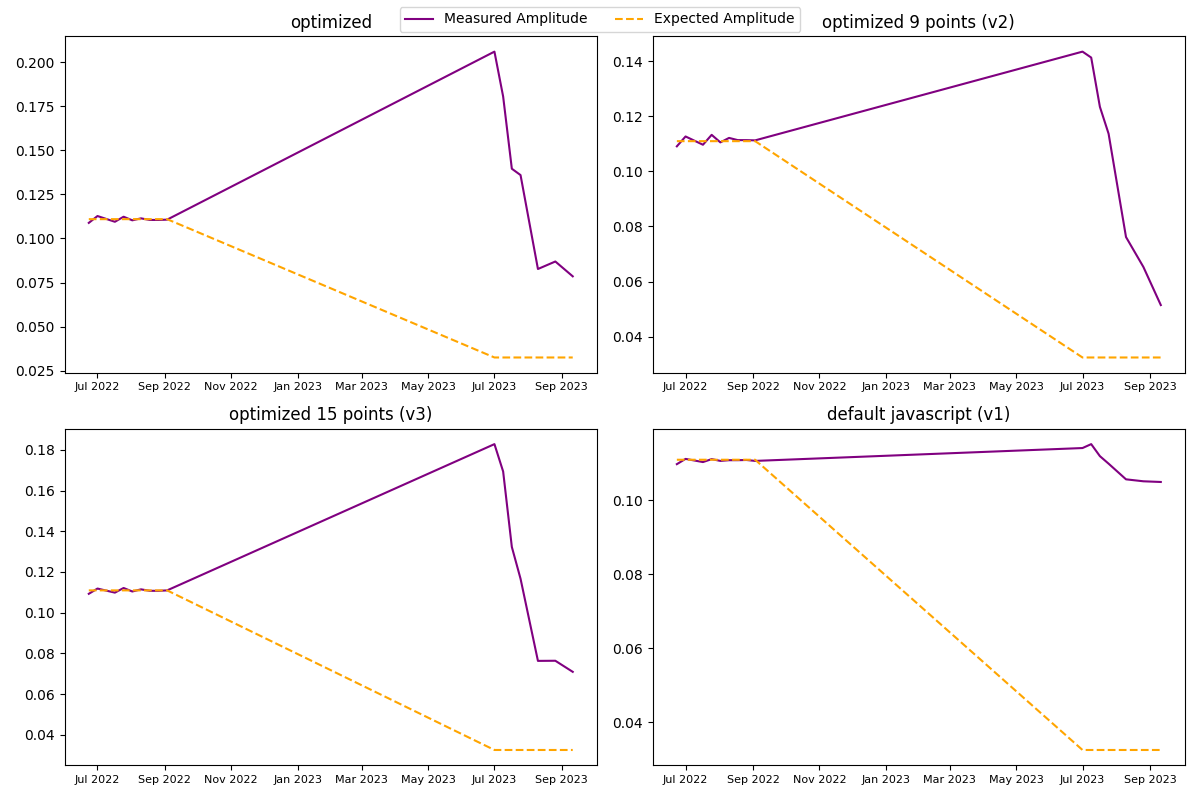 Measured Amplitude
Expected Amplitude
optimized
0.200
0.175
0.150
0.125
0.100
0.075
0.050
0.025
Jul 2022 Sep 2022 Nov 2022 Jan 2023 Mar 2023 May 2023 Jul 2023 Sep 2023
optimized 9 points (v2)
0.14
0.12
0.10
0.08
0.06
0.04
Jul 2022 Sep 2022 Nov 2022 Jan 2023 Mar 2023 May 2023 Jul 2023 Sep 2023
optimized 15 points (v3)
0.18
0.16
0.14
0.12
0.10
0.08
0.06
0.04
Jul 2022 Sep 2022 Nov 2022 Jan 2023 Mar 2023 May 2023 Jul 2023 Sep 2023
default javascript (v1)
0.10
0.08
0.06
0.04
Jul 2022 Sep 2022 Nov 2022 Jan 2023 Mar 2023 May 2023 Jul 2023 Sep 2023